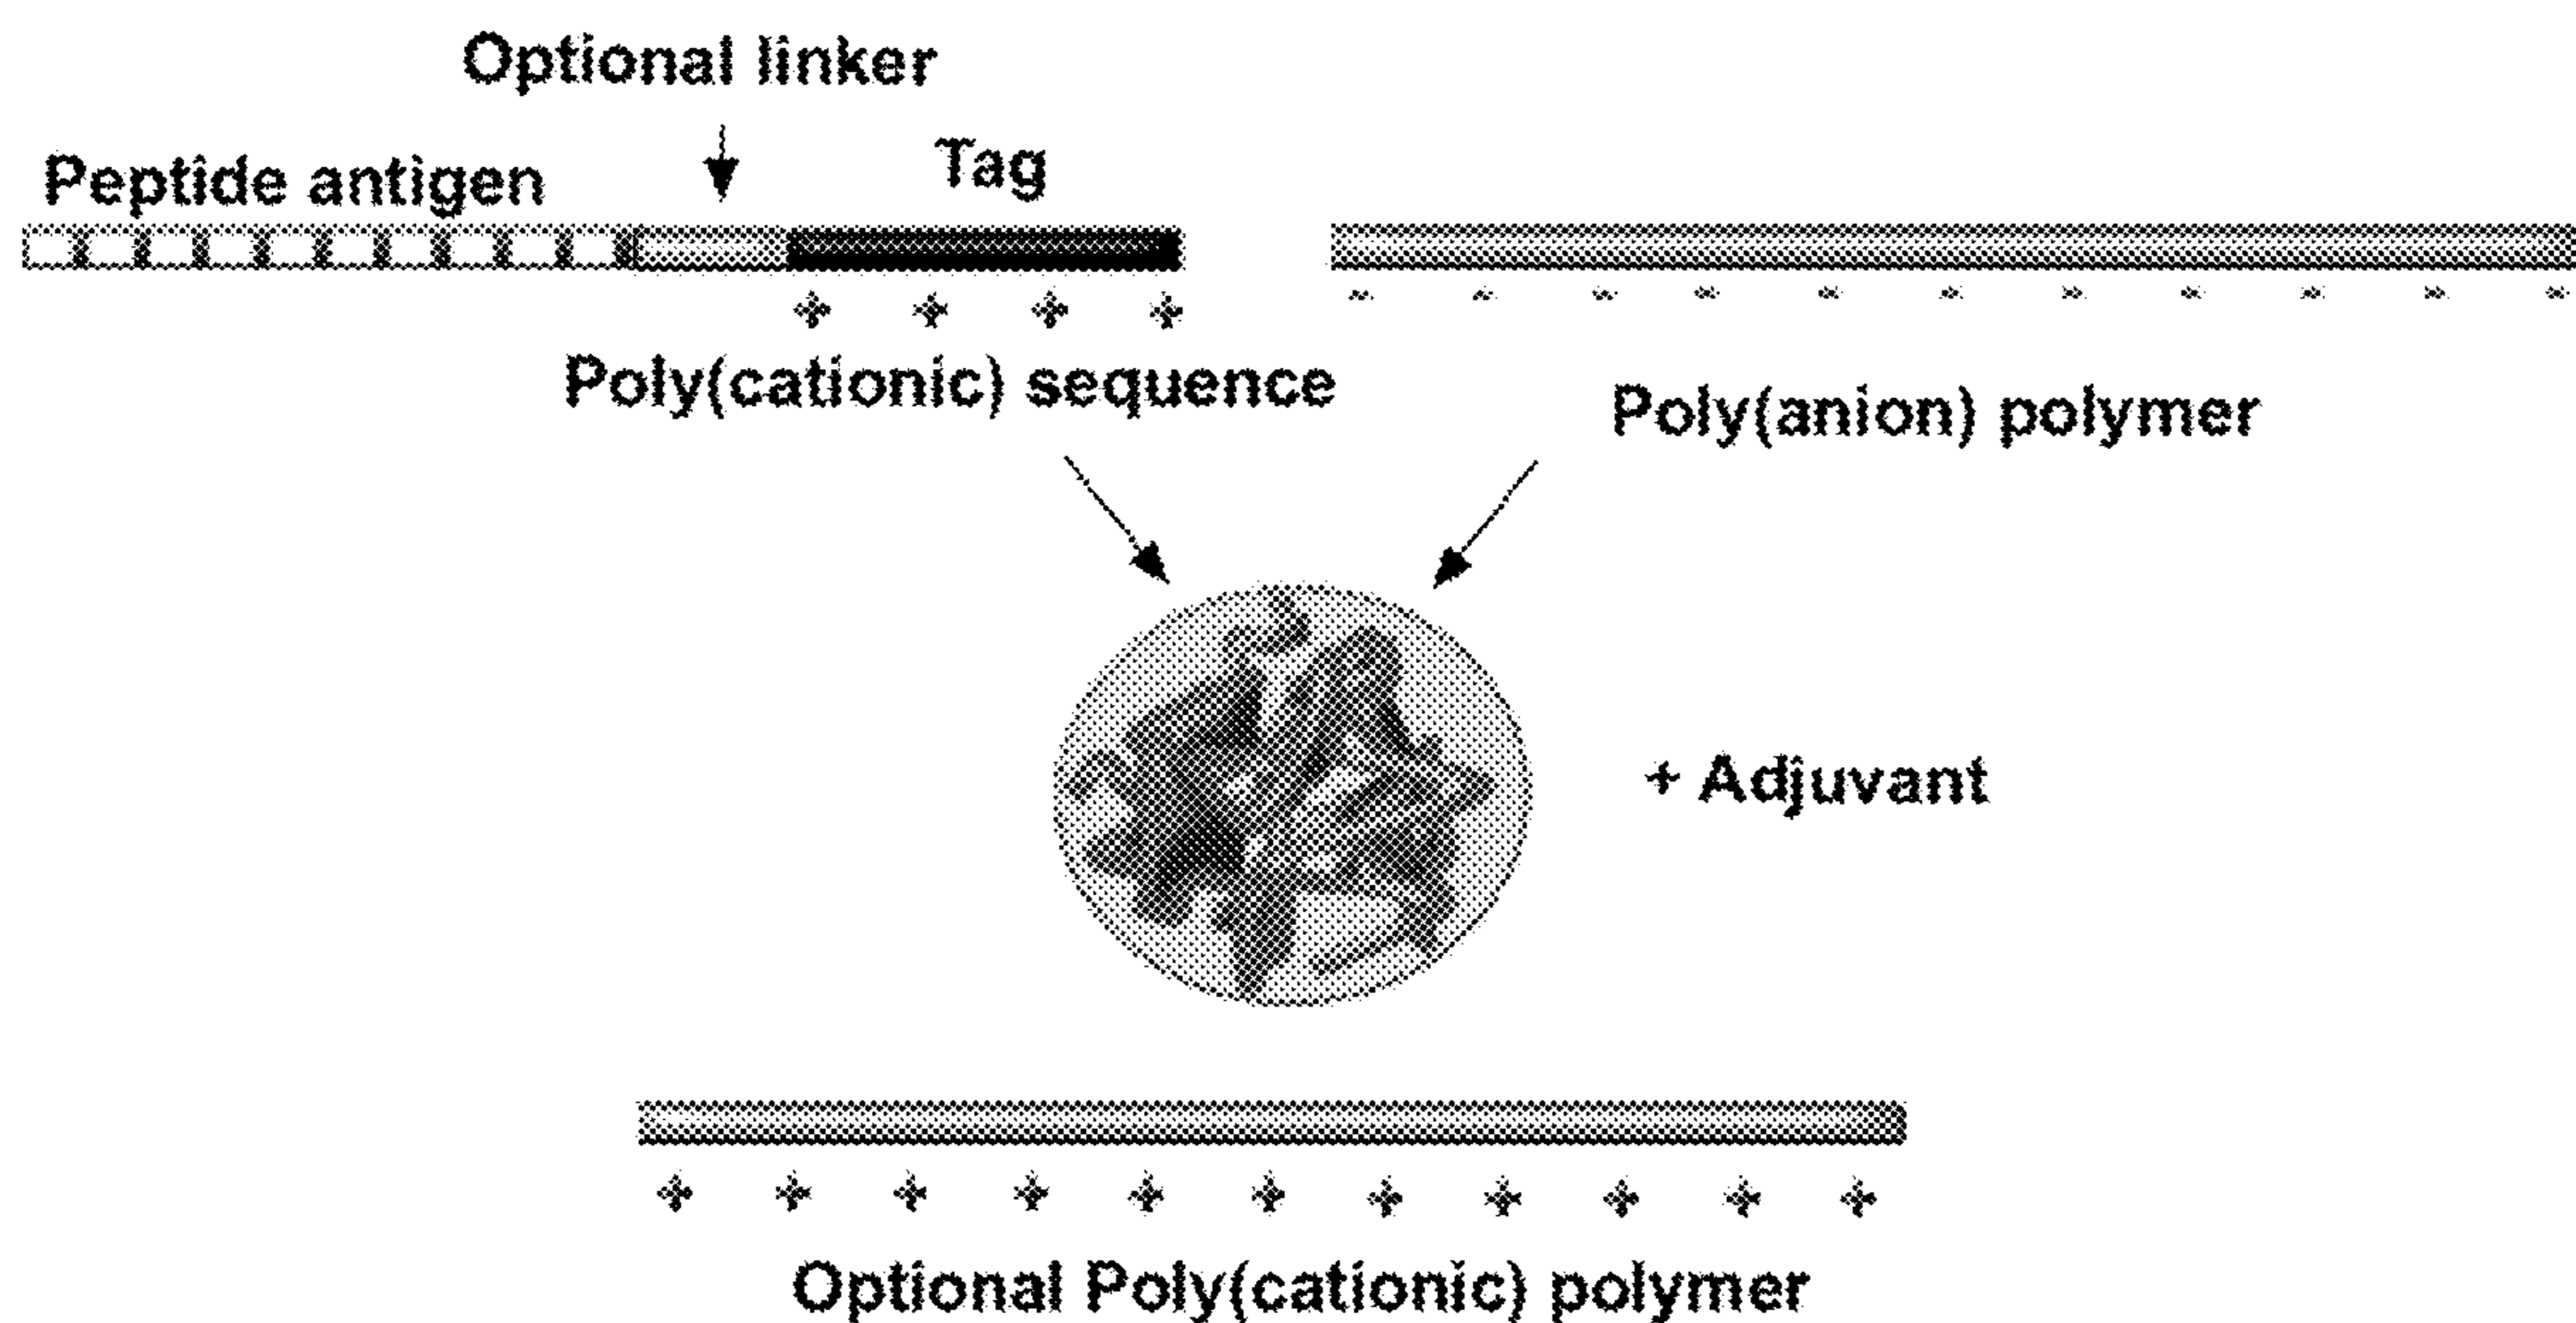 Optional linker
Peptide antigen
Tag
+ + + +
- - - - - - - - - - -
Poly(cationic) sequence
Poly(anion) polymer
+ Adjuvant
+ + + + + + + + + + +
Optional Poly(cationic) polymer